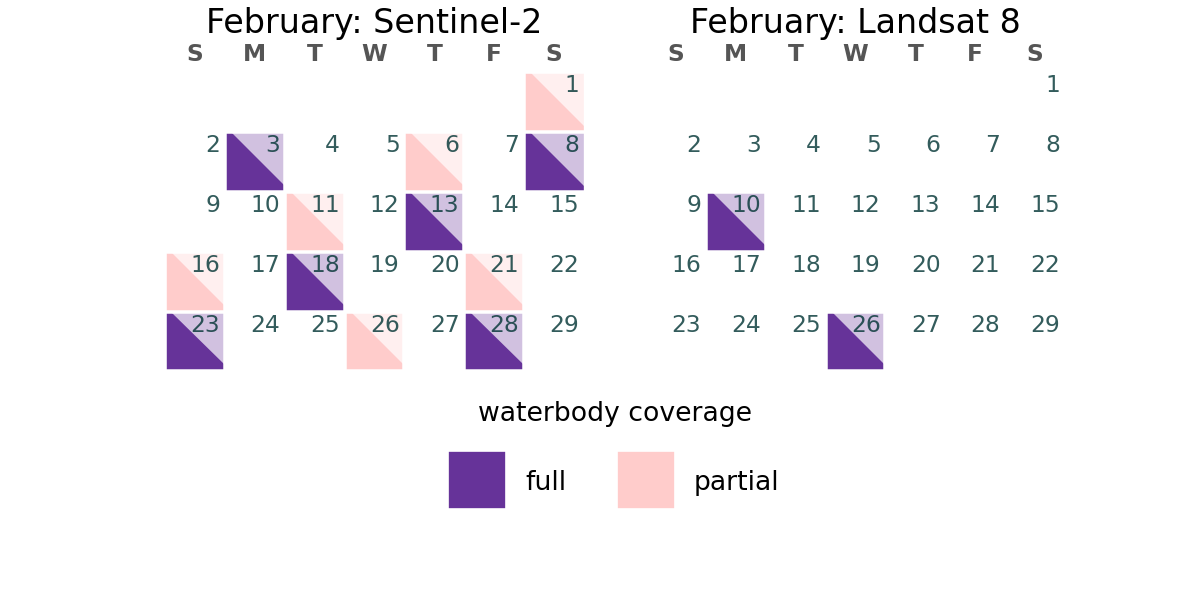 February: Sentinel-2
S M T W T F S
1
2 3 4 5 6 7 8
9 10 11 12 13 14 15
16 17 18 19 20 21 22
23 24 25 26 27 28 29
February: Landsat 8
S M T W T F S
1
2 3 4 5 6 7 8
9 10 11 12 13 14 15
16 17 18 19 20 21 22
23 24 25 26 27 28 29
waterbody coverage
full
partial